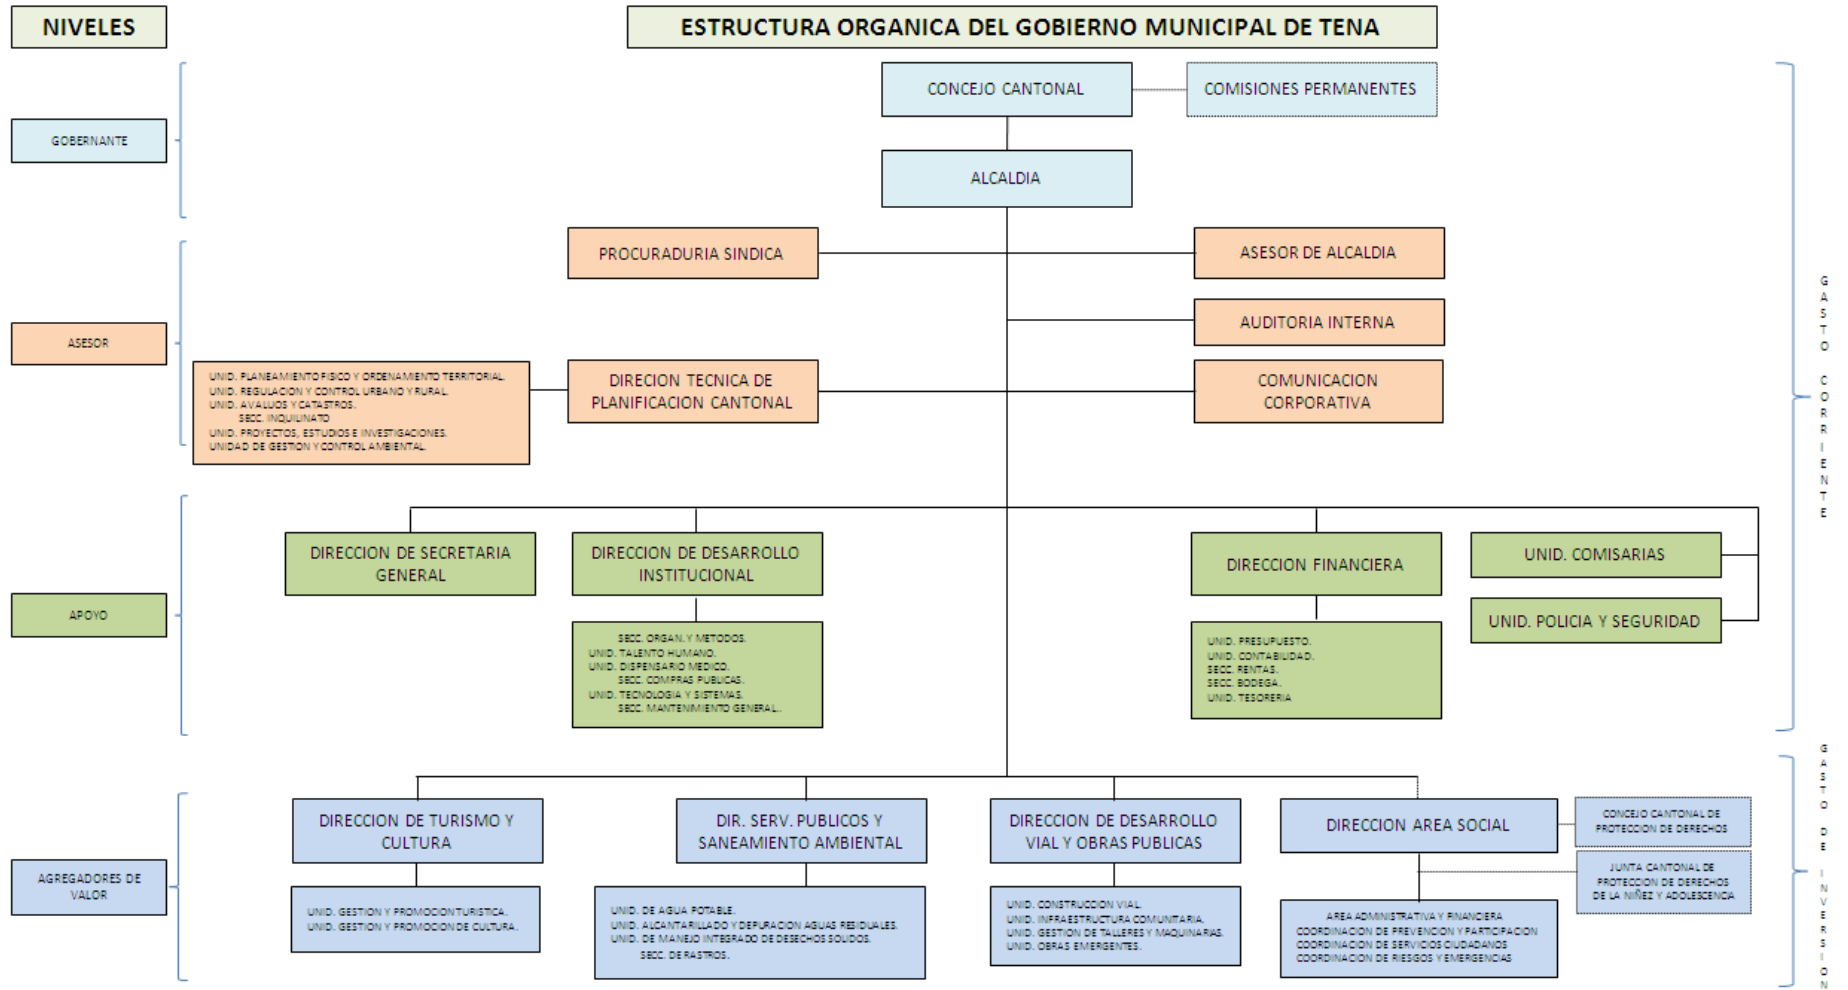 NIVELES
ESTRUCTURA ORGANICA DEL GOBIERNO MUNICIPAL DE TENA
GOBERNANTE
CONCEJO CANTONAL
COMISIONES PERMANENTES
ALCALDIA
ASESOR
PROCURADURIA SINDICA
ASESOR DE ALCALDIA
AUDITORIA INTERNA
UNID. PLANEAMIENTO FISICO Y ORDENAMIENTO TERRITORIAL.
UNID. REGULACION Y CONTROL URBANO Y RURAL.
UNID. AVALUOS Y CATASTROS.
SECC. INQUILINATO
UNID. PROYECTOS, ESTUDIOS E INVESTIGACIONES.
UNIDAD DE GESTION Y CONTROL AMBIENTAL.
DIRECION TECNICA DE
PLANIFICACION CANTONAL
COMUNICACION
CORPORATIVA
GASTO CORRIENTE
APOYO
DIRECCION DE SECRETARIA
GENERAL
DIRECCION DE DESARROLLO
INSTITUCIONAL
SECC. ORGAN. Y METODOS.
UNID. TALENTO HUMANO.
UNID. DISPENSARIO MEDICO.
SECC. COMPRAS PUBLICAS.
UNID. TECNOLOGIA Y SISTEMAS.
SECC. MANTENIMIENTO GENERAL..
DIRECCION FINANCIERA
UNID. PRESUPUESTO.
UNID. CONTABILIDAD.
SECC. RENTAS.
SECC. BODEGA.
UNID. TESORERIA
UNID. COMISARIAS
UNID. POLICIA Y SEGURIDAD
AGREGADORES DE
VALOR
DIRECCION DE TURISMO Y
CULTURA
UNID. GESTION Y PROMOCION TURISTICA.
UNID. GESTION Y PROMOCION DE CULTURA.
DIR. SERV. PUBLICOS Y
SANEAMIENTO AMBIENTAL
UNID. DE AGUA POTABLE.
UNID. ALCANTARILLADO Y DEPURACION AGUAS RESIDUALES.
UNID. DE MANEJO INTEGRADO DE DESECHOS SOLIDOS.
SECC. DE RASTROS.
DIRECCION DE DESARROLLO
VIAL Y OBRAS PUBLICAS
UNID. CONSTRUCCION VIAL.
UNID. INFRAESTRUCTURA COMUNITARIA.
UNID. GESTION DE TALLERES Y MAQUINARIAS.
UNID. OBRAS EMERGENTES.
DIRECCION AREA SOCIAL
CONCEJO CANTONAL DE
PROTECCION DE DERECHOS
JUNTA CANTONAL DE
PROTECCION DE DERECHOS
DE LA NIÑEZ Y ADOLESCENCIA
AREA ADMINISTRATIVA Y FINANCIERA
COORDINACION DE PREVENCION Y PARTICIPACION
COORDINACION DE SERVICIOS CIUDADANOS
COORDINACION DE RIESGOS Y EMERGENCIAS
GASTO DE INVERSION